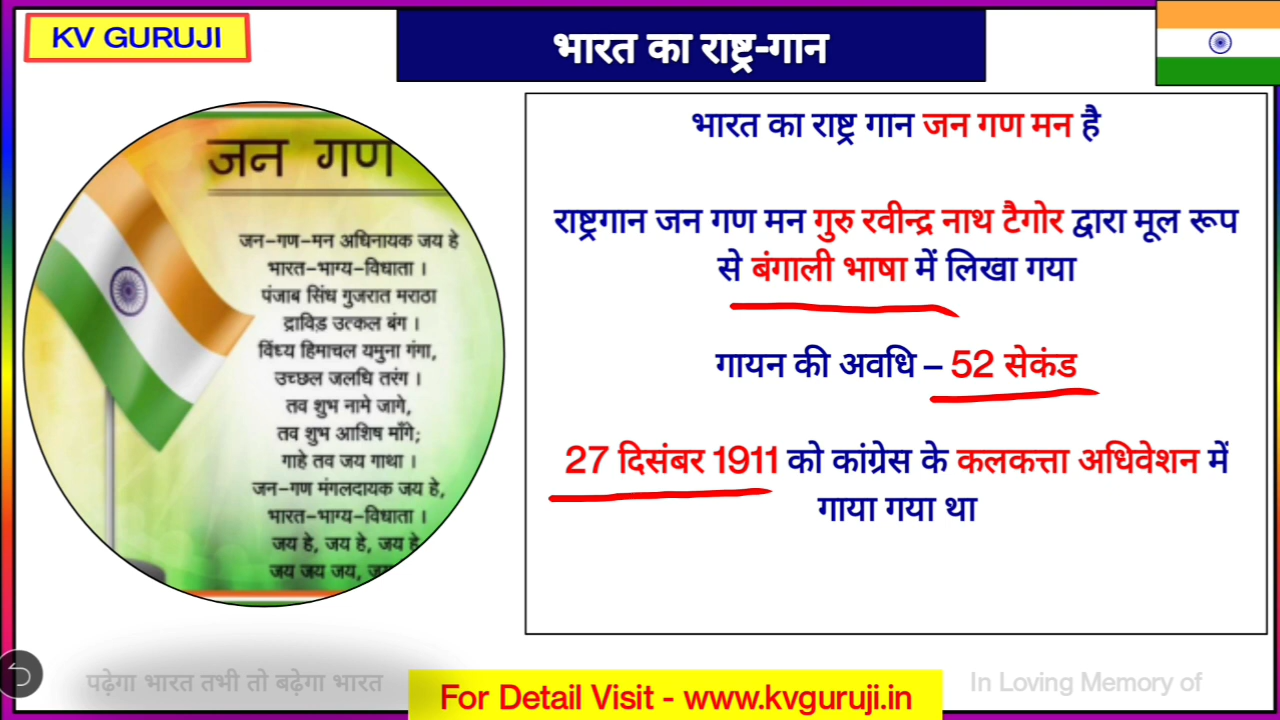 KV GURUJI
भारत का राष्ट्र-गान
जन गण
जन-गण-मन अधिनायक जय हे
भारत-भाग्य-विधाता ।
पंजाब सिंध गुजरात मराठा
द्राविड़ उत्कल बंग ।
विंध्य हिमाचल यमुना गंगा,
उच्छल जलधि तरंग ।
तव शुभ नामे जागे,
तव शुभ आशिष माँगे;
गाहे तव जय गाथा ।
जन-गण मंगलदायक जय हे,
भारत-भाग्य-विधाता ।
जय हे, जय हे, जय हे
जय जय जय,
भारत का राष्ट्र गान जन गण मन है
राष्ट्रगान जन गण मन गुरु रवीन्द्र नाथ टैगोर द्वारा मूल रूप
से बंगाली भाषा में लिखा गया
गायन की अवधि – 52 सेकंड
27 दिसंबर 1911 को कांग्रेस के कलकत्ता अधिवेशन में
गाया गया था
पढ़ेगा भारत तभी तो बढ़ेगा भारत
For Detail Visit - www.kvguruji.in
In Loving Memory of